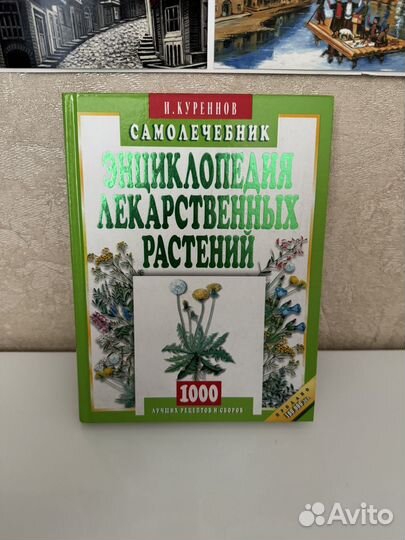 И.КУРЕННОВ
САМОЛЕЧЕБНИК
ЭНЦИКЛОПЕДИЯ
ЛЕКАРСТВЕННЫХ
РАСТЕНИЙ
1000
ЛУЧШИХ РЕЦЕПТОВ И СБОРОВ
Avito